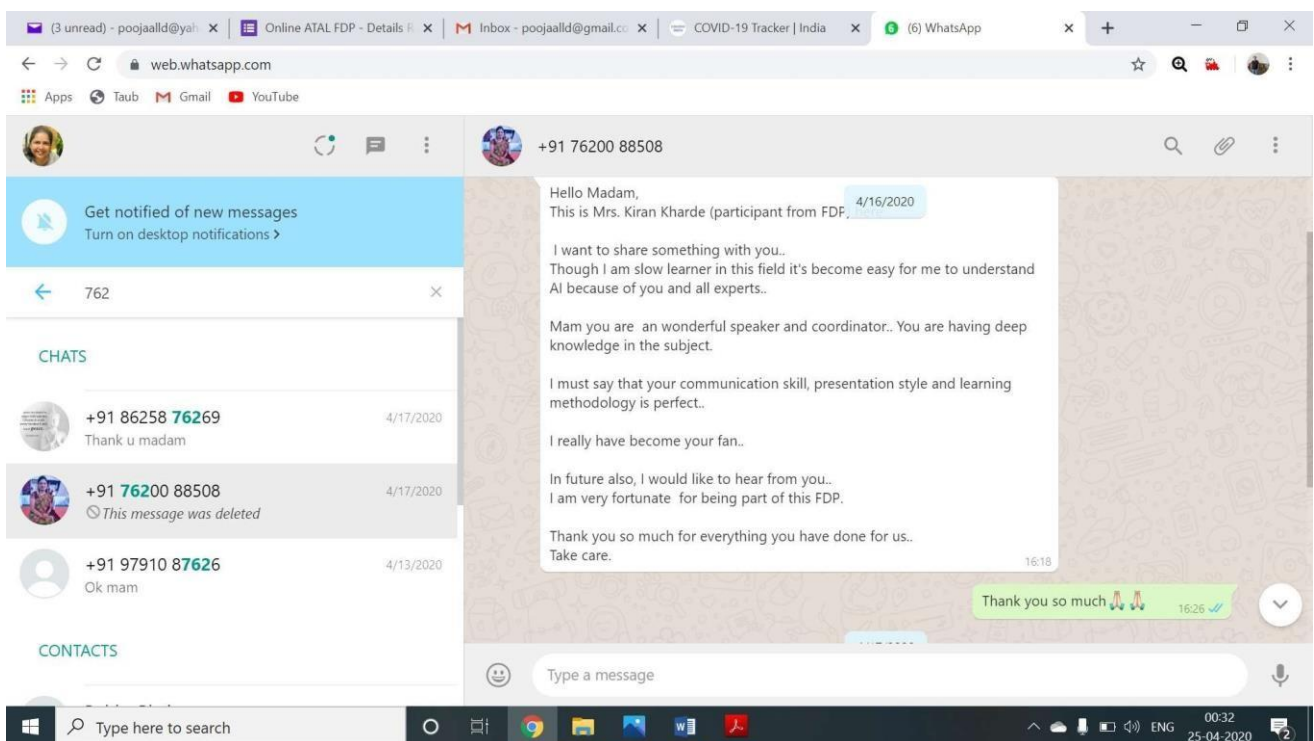 (3 unread) - poojaalld@yah
Online ATAL FDP - Details R
Inbox - poojaalld@gmail.co
COVID-19 Tracker | India
6 (6) WhatsApp
web.whatsapp.com
Apps Taub Gmail YouTube
+91 76200 88508
Get notified of new messages
Turn on desktop notifications >
762
CHATS
+91 86258 76269 4/17/2020
Thank u madam
+91 76200 88508 4/17/2020
This message was deleted
+91 97910 87626 4/13/2020
Ok mam
CONTACTS
4/16/2020
Hello Madam,
This is Mrs. Kiran Kharde (participant from FDP)
I want to share something with you..
Though I am slow learner in this field it's become easy for me to understand
AI because of you and all experts..
Mam you are an wonderful speaker and coordinator.. You are having deep
knowledge in the subject.
I must say that your communication skill, presentation style and learning
methodology is perfect..
I really have become your fan..
In future also, I would like to hear from you..
I am very fortunate for being part of this FDP.
Thank you so much for everything you have done for us..
Take care.
16:18
Thank you so much 🙏🏻 🙏🏻 16:26
Type a message
Type here to search
W
ENG
00:32
25-04-2020
2